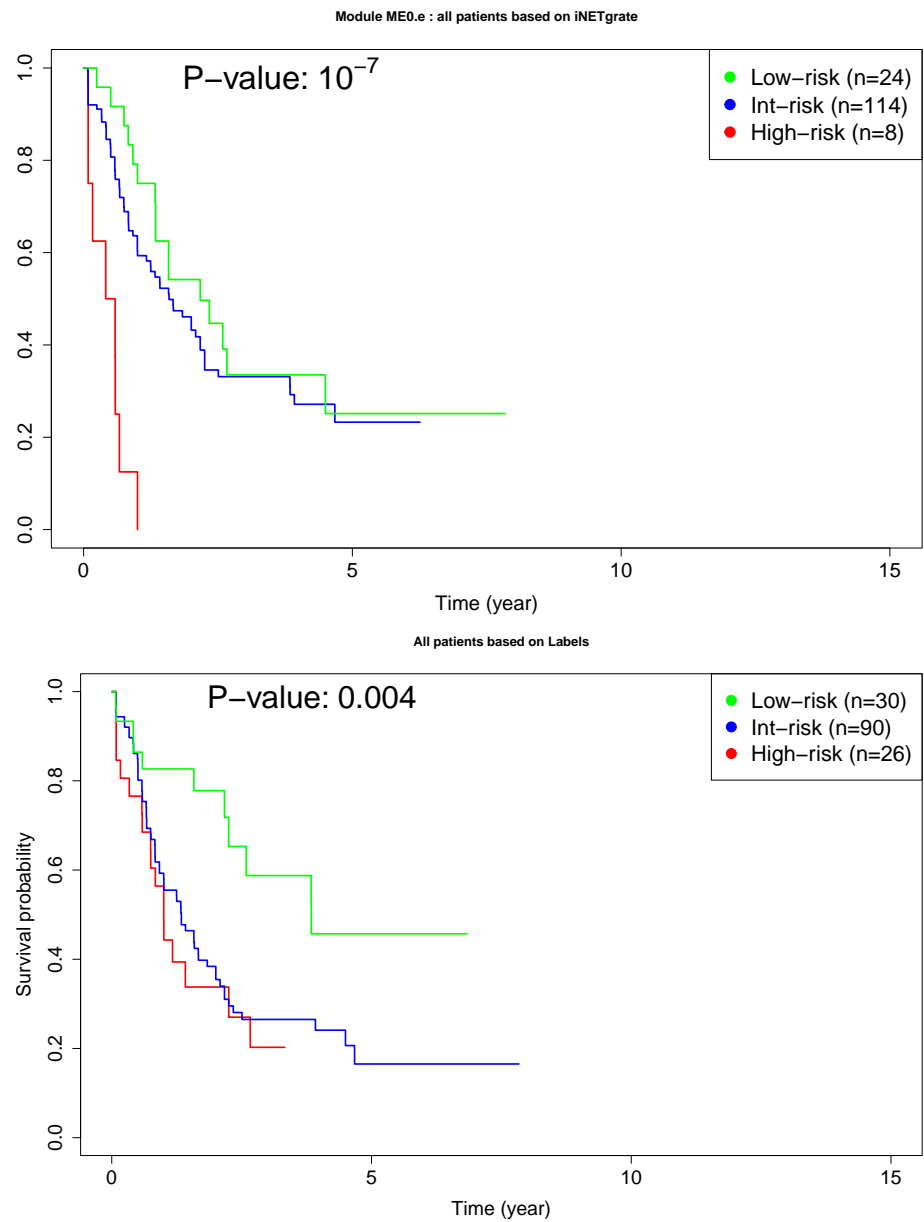 Module ME0.e : all patients based on iNETgrate
P−value: 10⁻⁷
Low−risk (n=24)
Int−risk (n=114)
High−risk (n=8)
1.0
0.8
0.6
0.4
0.2
0.0
0 5 10 15
Time (year)
All patients based on Labels
P−value: 0.004
Low−risk (n=30)
Int−risk (n=90)
High−risk (n=26)
Survival probability
1.0
0.8
0.6
0.4
0.2
0.0
0 5 10 15
Time (year)